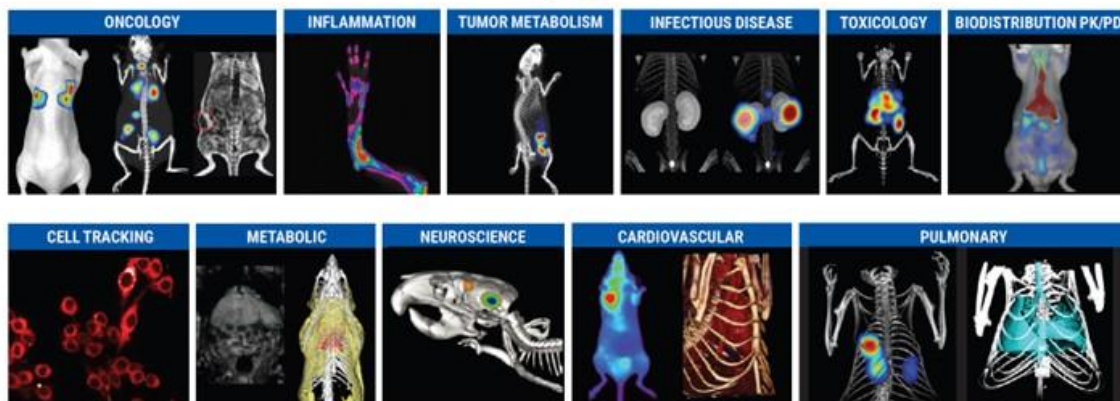 ONCOLOGY
INFLAMMATION
TUMOR METABOLISM
INFECTIOUS DISEASE
TOXICOLOGY
BIODISTRIBUTION PK/PD
CELL TRACKING
METABOLIC
NEUROSCIENCE
CARDIOVASCULAR
PULMONARY